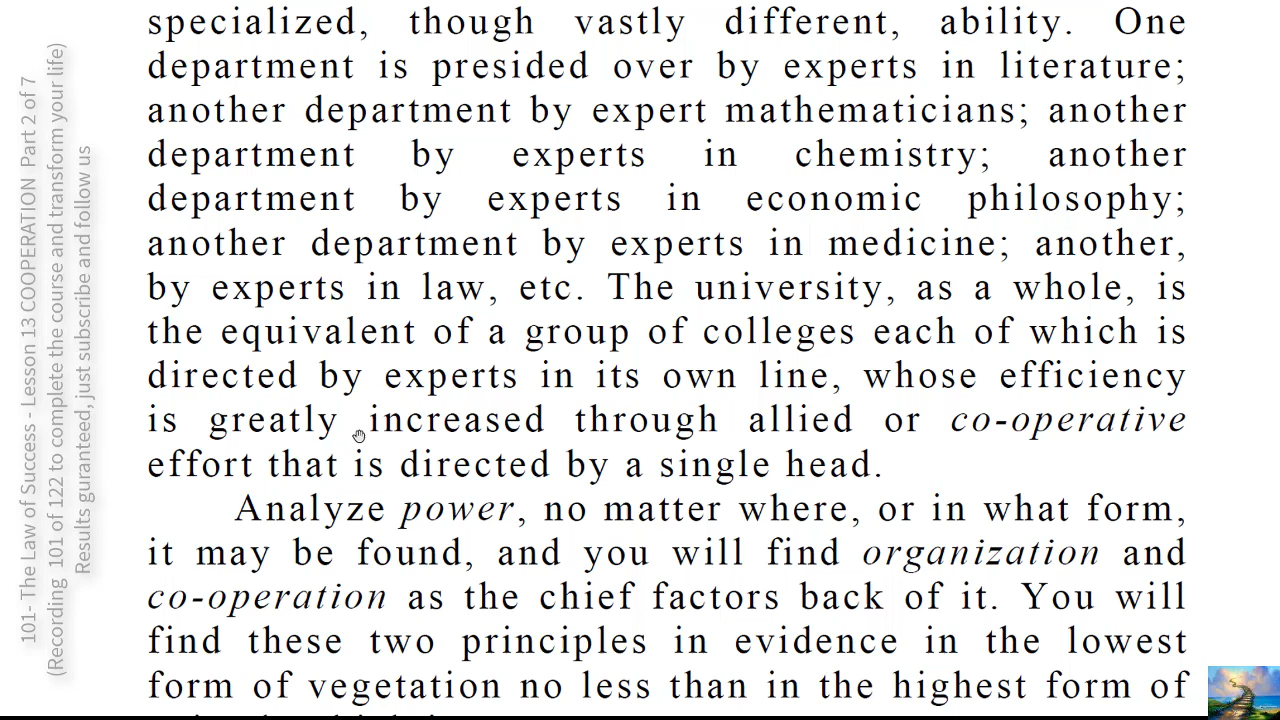 specialized, though vastly different, ability. One
department is presided over by experts in literature;
another department by expert mathematicians; another
department by experts in chemistry; another
department by experts in economic philosophy;
another department by experts in medicine; another,
by experts in law, etc. The university, as a whole, is
the equivalent of a group of colleges each of which is
directed by experts in its own line, whose efficiency
is greatly increased through allied or co-operative
effort that is directed by a single head.
Analyze power, no matter where, or in what form,
it may be found, and you will find organization and
co-operation as the chief factors back of it. You will
find these two principles in evidence in the lowest
form of vegetation no less than in the highest form of
101- The Law of Success - Lesson 13 COOPERATION Part 2 of 7
(Recording 101 of 122 to complete the course and transform your life)
Results guranteed, just subscribe and follow us